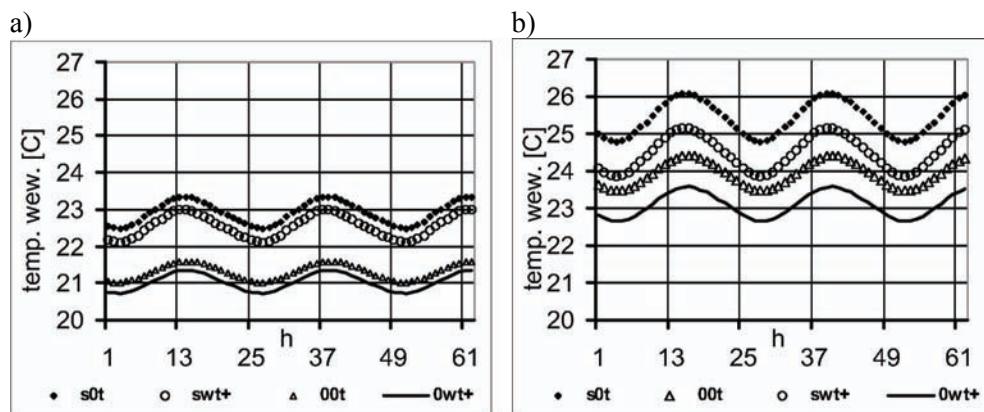 a)
27
26
25
24
23
22
21
20
temp. wew. [C]
h
1 13 25 37 49 61
s0t swt+ 00t 0wt+
b)
27
26
25
24
23
22
21
20
temp. wew. [C]
h
1 13 25 37 49 61
s0t 00t swt+ 0wt+